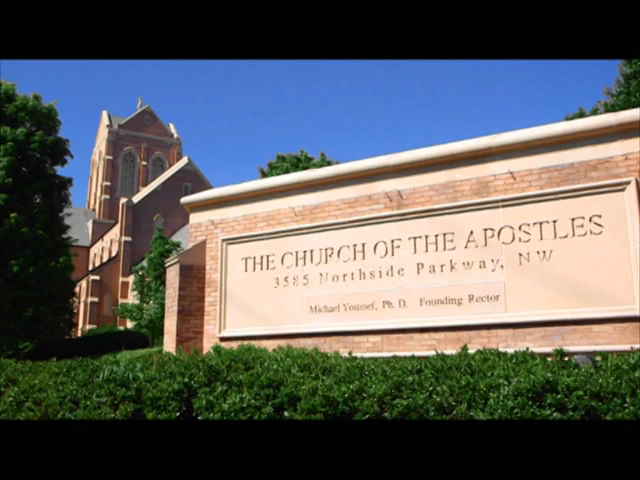 THE CHURCH OF THE APOSTLES
3585 Northside Parkway, NW
Michael Youssef, Ph. D. Founding Rector